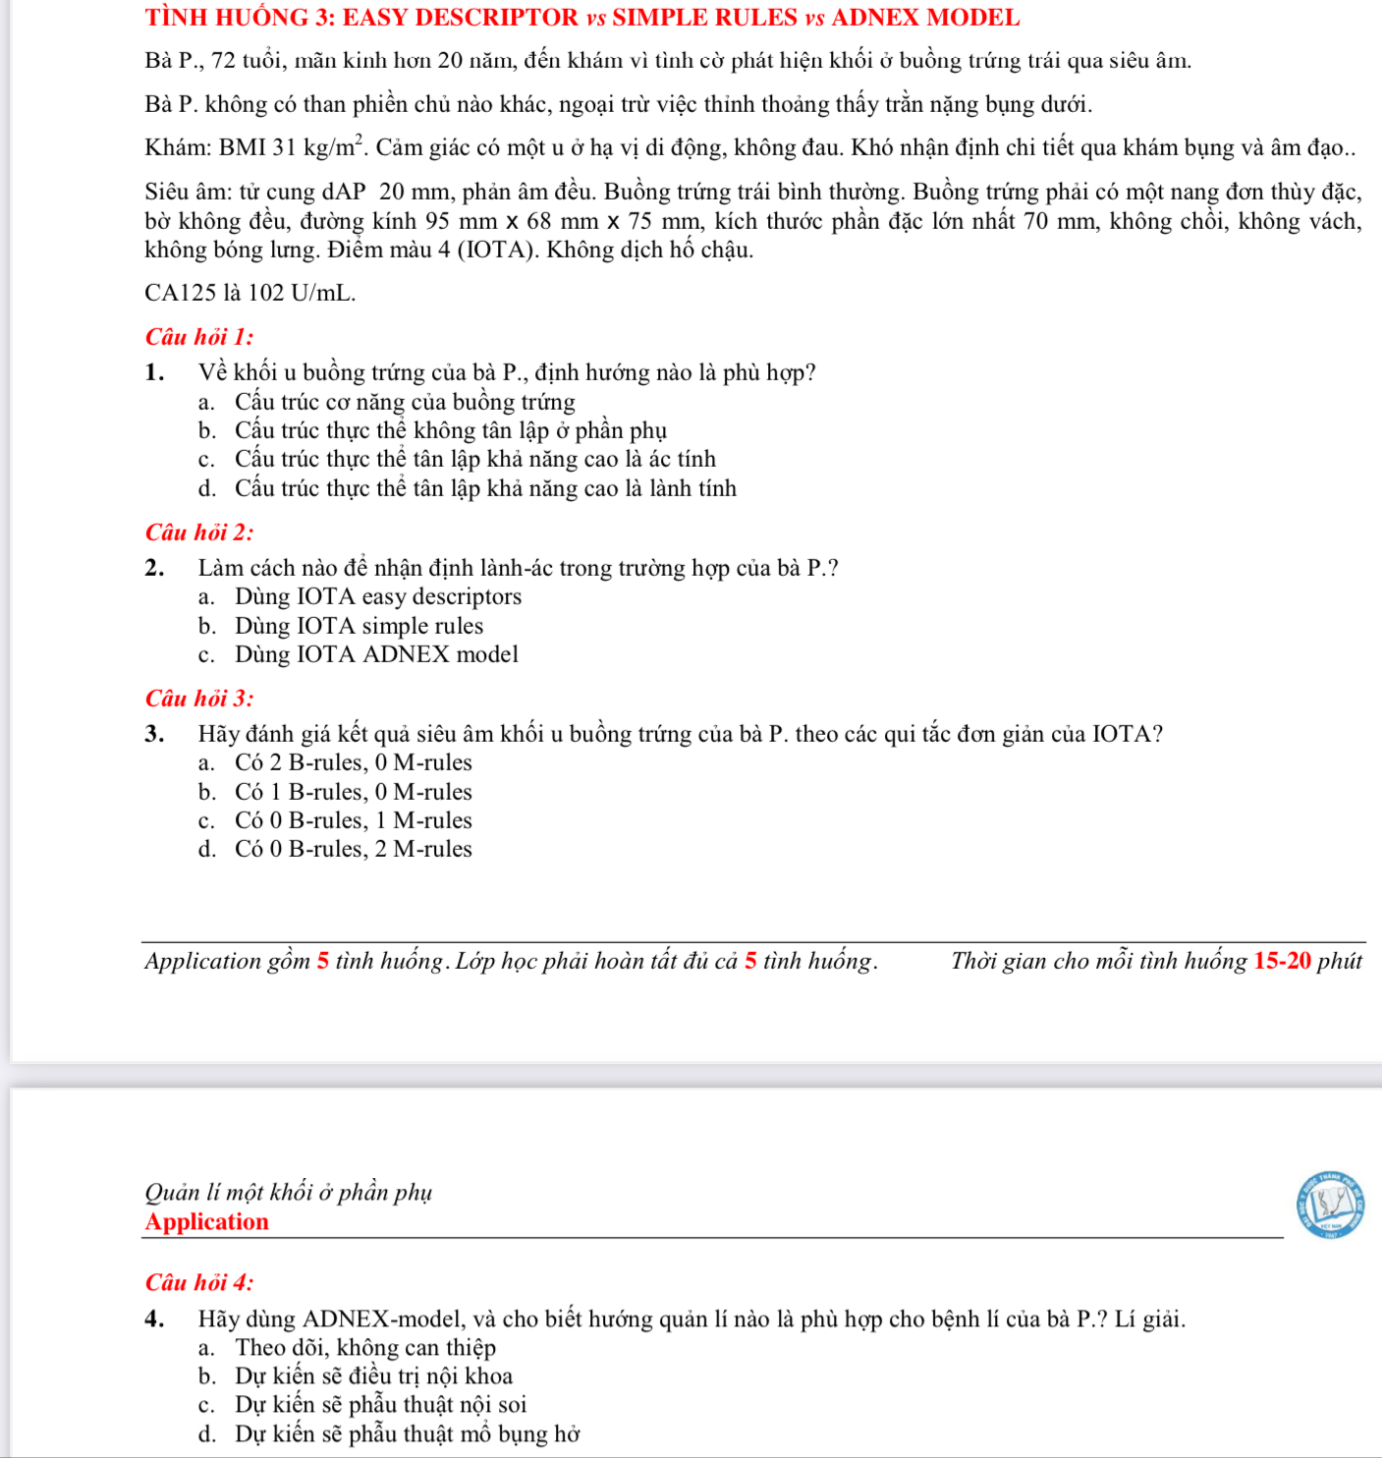 TÌNH HUỐNG 3: EASY DESCRIPTOR vs SIMPLE RULES vs ADNEX MODEL
Bà P., 72 tuổi, mãn kinh hơn 20 năm, đến khám vì tình cờ phát hiện khối ở buồng trứng trái qua siêu âm.
Bà P. không có than phiền chủ nào khác, ngoại trừ việc thỉnh thoảng thấy trằn nặng bụng dưới.
Khám: BMI 31 kg/m². Cảm giác có một u ở hạ vị di động, không đau. Khó nhận định chi tiết qua khám bụng và âm đạo..
Siêu âm: tử cung dAP 20 mm, phản âm đều. Buồng trứng trái bình thường. Buồng trứng phải có một nang đơn thùy đặc,
bờ không đều, đường kính 95 mm x 68 mm x 75 mm, kích thước phần đặc lớn nhất 70 mm, không chồi, không vách,
không bóng lưng. Điểm màu 4 (IOTA). Không dịch hố chậu.
CA125 là 102 U/mL.
Câu hỏi 1:
1. Về khối u buồng trứng của bà P., định hướng nào là phù hợp?
a. Cấu trúc cơ năng của buồng trứng
b. Cấu trúc thực thể không tân lập ở phần phụ
c. Cấu trúc thực thể tân lập khả năng cao là ác tính
d. Cấu trúc thực thể tân lập khả năng cao là lành tính
Câu hỏi 2:
2. Làm cách nào để nhận định lành-ác trong trường hợp của bà P.?
a. Dùng IOTA easy descriptors
b. Dùng IOTA simple rules
c. Dùng IOTA ADNEX model
Câu hỏi 3:
3. Hãy đánh giá kết quả siêu âm khối u buồng trứng của bà P. theo các qui tắc đơn giản của IOTA?
a. Có 2 B-rules, 0 M-rules
b. Có 1 B-rules, 0 M-rules
c. Có 0 B-rules, 1 M-rules
d. Có 0 B-rules, 2 M-rules
Application gồm 5 tình huống. Lớp học phải hoàn tất đủ cả 5 tình huống. Thời gian cho mỗi tình huống 15-20 phút
Quản lí một khối ở phần phụ
Application
Câu hỏi 4:
4. Hãy dùng ADNEX-model, và cho biết hướng quản lí nào là phù hợp cho bệnh lí của bà P.? Lí giải.
a. Theo dõi, không can thiệp
b. Dự kiến sẽ điều trị nội khoa
c. Dự kiến sẽ phẫu thuật nội soi
d. Dự kiến sẽ phẫu thuật mổ bụng hở